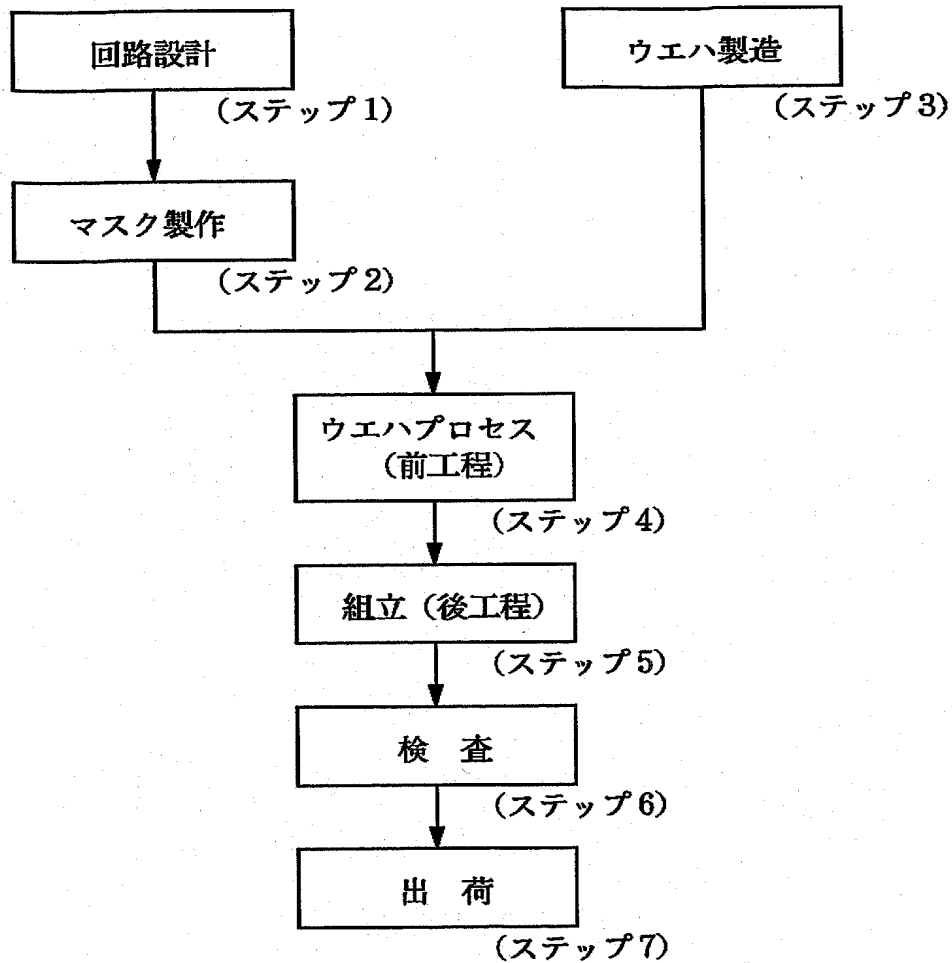 回路設計
(ステップ1)
マスク製作
(ステップ2)
ウエハ製造
(ステップ3)
ウエハプロセス
(前工程)
(ステップ4)
組立(後工程)
(ステップ5)
検 査
(ステップ6)
出 荷
(ステップ7)